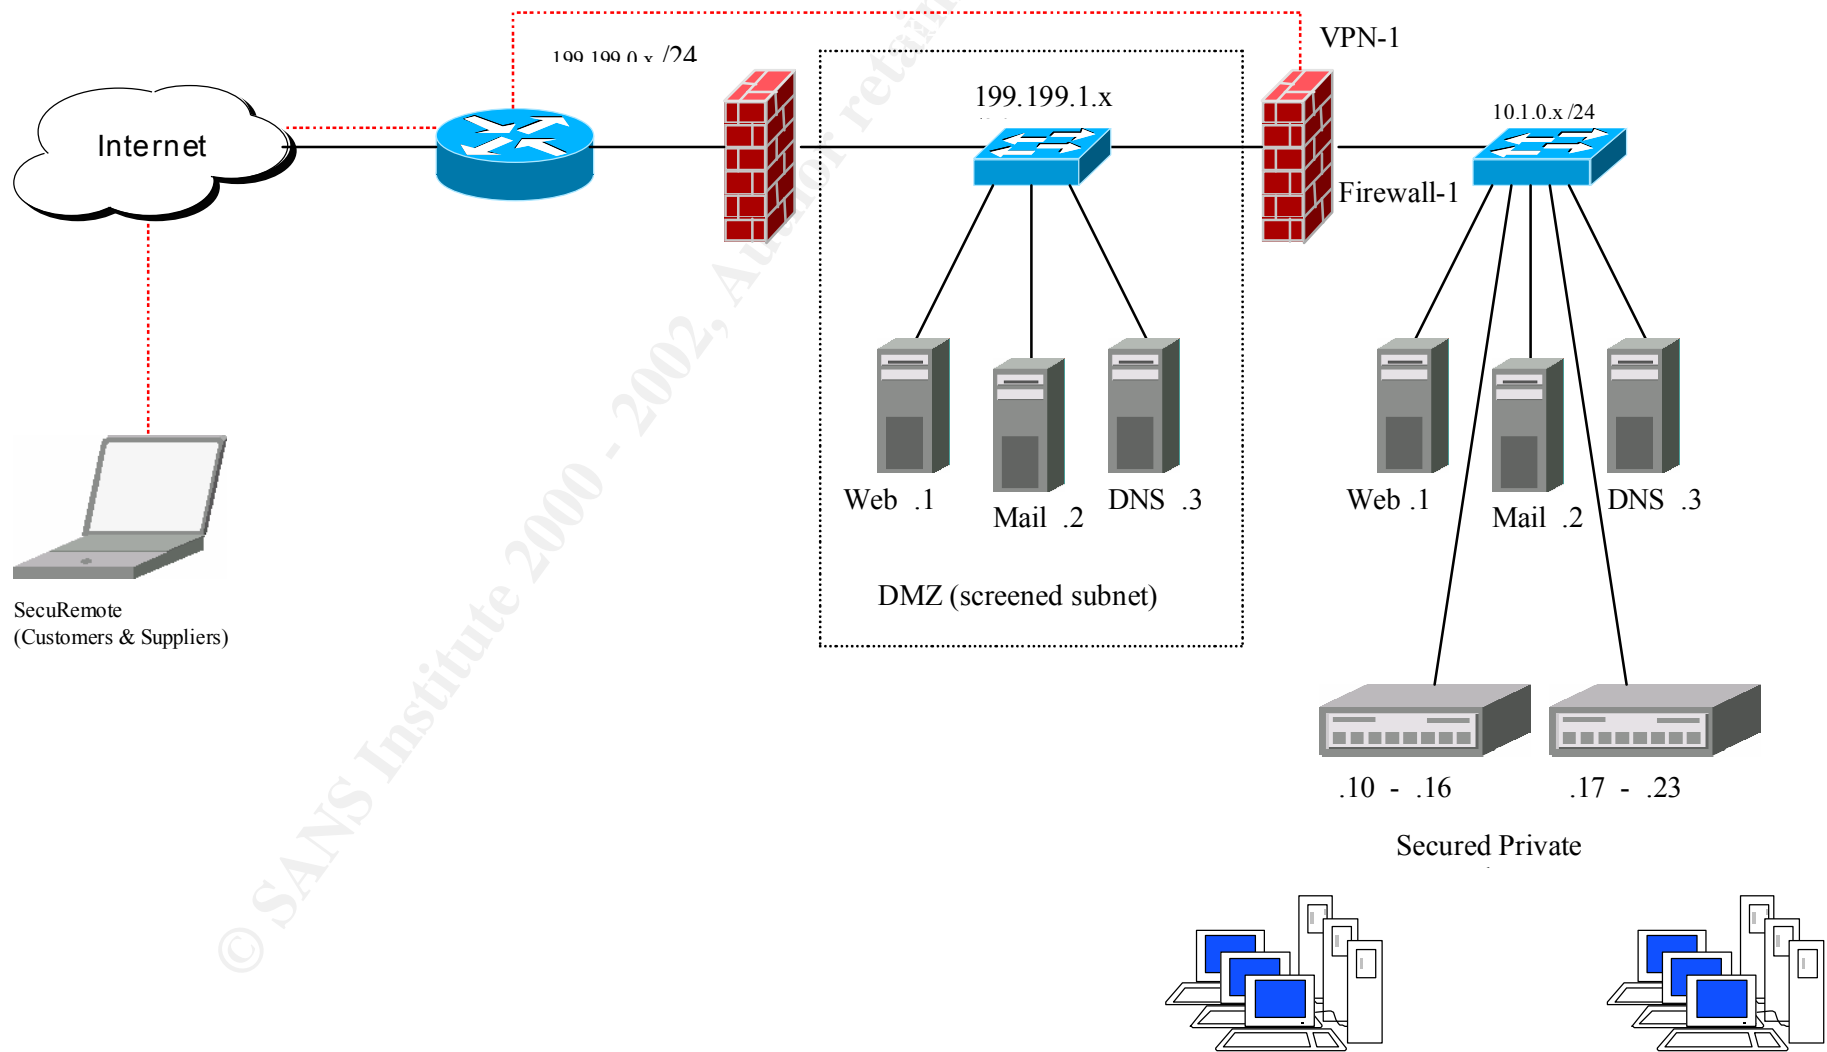 VPN-1
199.199.0.x /24
199.199.1.x
10.1.0.x /24
Internet
Firewall-1
Web .1
Mail .2
DNS .3
Web .1
Mail .2
DNS .3
DMZ (screened subnet)
SecuRemote
(Customers & Suppliers)
.10 - .16
.17 - .23
Secured Private
© SANS Institute 2000 - 2002, Author retain